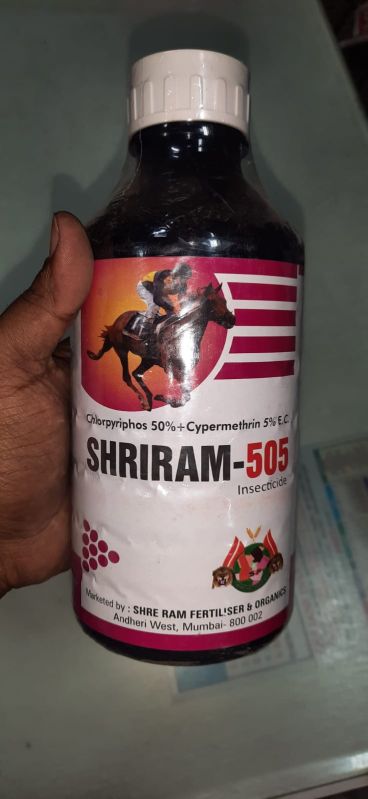 Chlorpyriphos 50%+Cypermethrin 5% E.C.
SHRIRAM-505
Insecticide
Marketed by : SHRE RAM FERTILISER & ORGANICS
Andheri West, Mumbai- 800 002